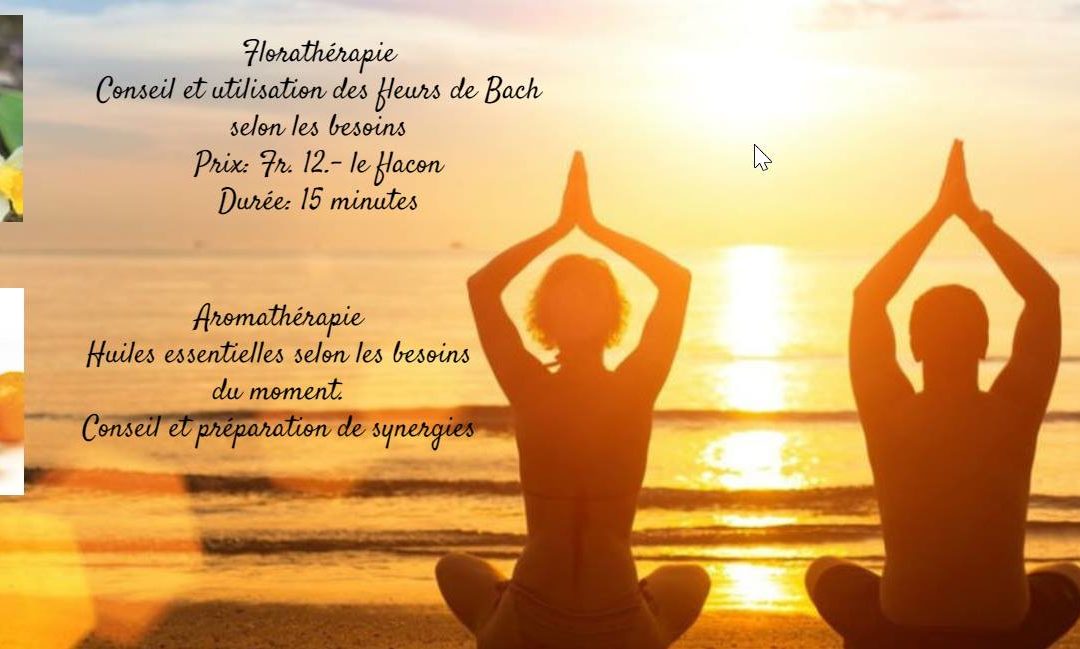 Florathérapie
Conseil et utilisation des fleurs de Bach
selon les besoins
Prix: Fr. 12.- le flacon
Durée: 15 minutes
Aromathérapie
Huiles essentielles selon les besoins
du moment.
Conseil et préparation de synergies